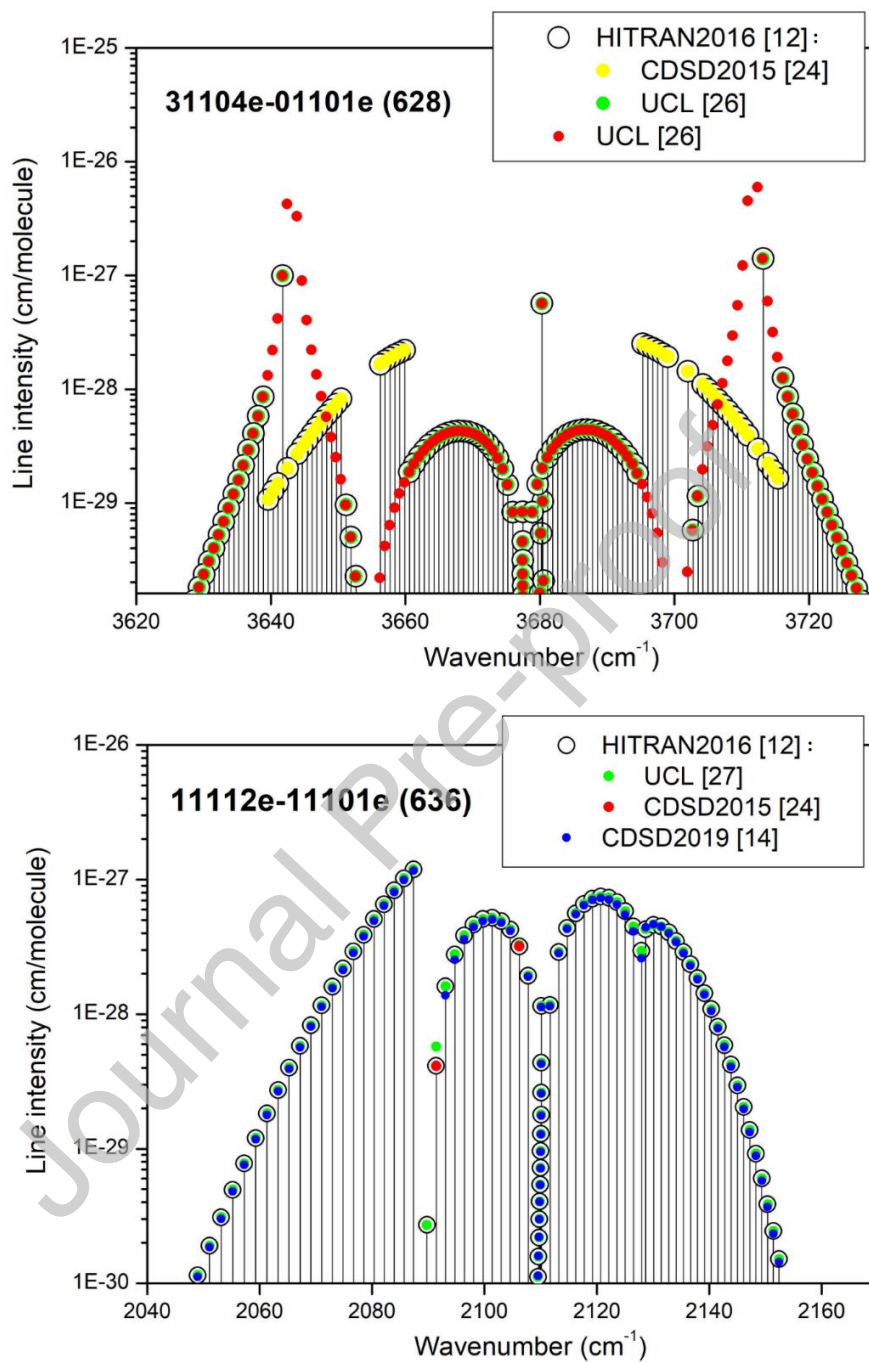 1E-25
HITRAN2016 [12]:
CDSD2015 [24]
UCL [26]
UCL [26]
31104e-01101e (628)
1E-26
1E-27
1E-28
1E-29
Line intensity (cm/molecule)
3620 3640 3660 3680 3700 3720
Wavenumber (cm-1)
1E-26
HITRAN2016 [12]:
UCL [27]
CDSD2015 [24]
CDSD2019 [14]
11112e-11101e (636)
1E-27
1E-28
1E-29
1E-30
Line intensity (cm/molecule)
2040 2060 2080 2100 2120 2140 2160
Wavenumber (cm-1)
Journal Pre-proof